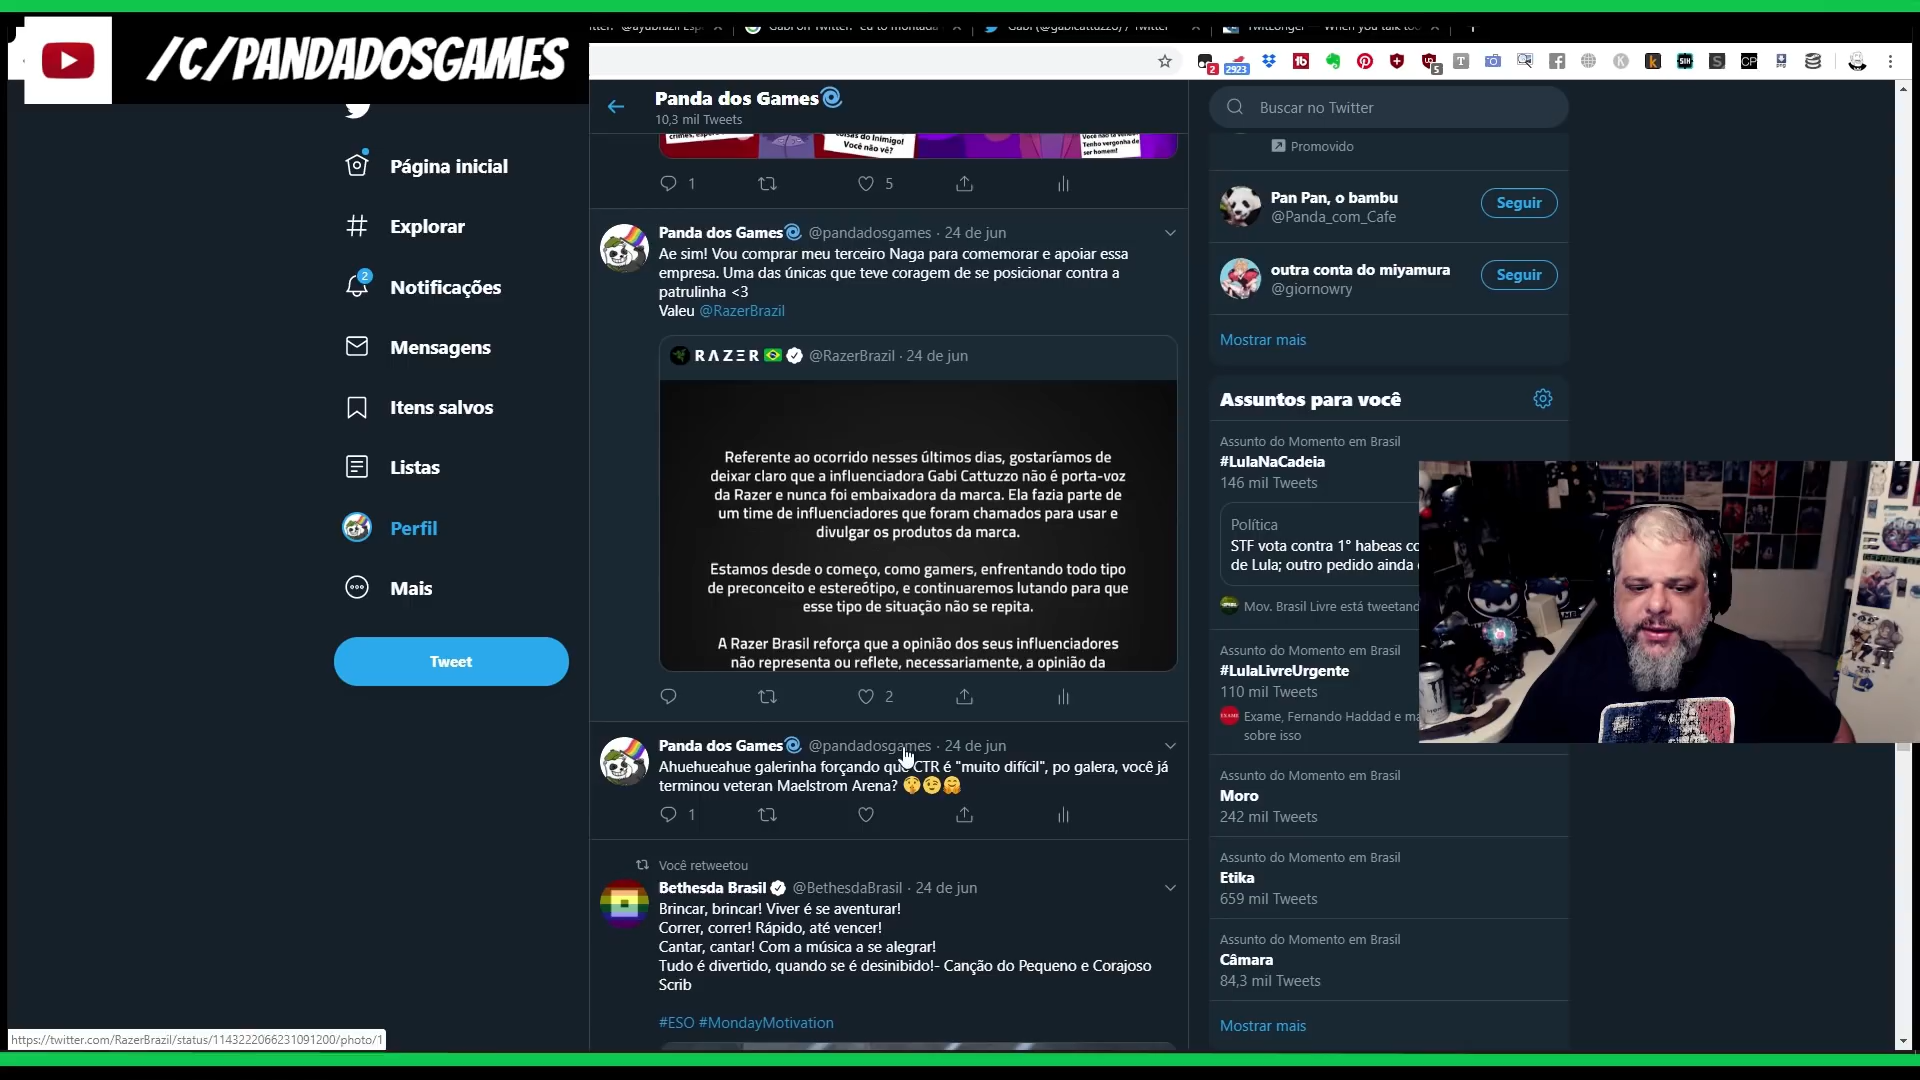 /C/PANDADOSGAMES
Gabi (@gabicattuzzo) / Twitter
2
2923
5
Panda dos Games
10,3 mil Tweets
Buscar no Twitter
Página inicial
Explorar
2
Notificações
Mensagens
Itens salvos
Listas
Perfil
Mais
Tweet
Você não vê?
ser homem!
1
5
Panda dos Games @pandadosgames · 24 de jun
Ae sim! Vou comprar meu terceiro Naga para comemorar e apoiar essa
empresa. Uma das únicas que teve coragem de se posicionar contra a
patrulinha <3
Valeu @RazerBrazil
RΛZΞR @RazerBrazil · 24 de jun
Referente ao ocorrido nesses últimos dias, gostaríamos de
deixar claro que a influenciadora Gabi Cattuzzo não é porta-voz
da Razer e nunca foi embaixadora da marca. Ela fazia parte de
um time de influenciadores que foram chamados para usar e
divulgar os produtos da marca.
Estamos desde o começo, como gamers, enfrentando todo tipo
de preconceito e estereótipo, e continuaremos lutando para que
esse tipo de situação não se repita.
A Razer Brasil reforça que a opinião dos seus influenciadores
não representa ou reflete, necessariamente, a opinião da
2
Panda dos Games @pandadosgames · 24 de jun
Ahuehueahue galerinha forçando que CTR é "muito difícil", po galera, você já
terminou veteran Maelstrom Arena? 🤫😉🤗
1
Você retweetou
Bethesda Brasil @BethesdaBrasil · 24 de jun
Brincar, brincar! Viver é se aventurar!
Correr, correr! Rápido, até vencer!
Cantar, cantar! Com a música a se alegrar!
Tudo é divertido, quando se é desinibido!- Canção do Pequeno e Corajoso
Scrib
#ESO #MondayMotivation
Promovido
Pan Pan, o bambu
@Panda_com_Cafe
Seguir
outra conta do miyamura
@giornowry
Seguir
Mostrar mais
Assuntos para você
Assunto do Momento em Brasil
#LulaNaCadeia
146 mil Tweets
Política
STF vota contra 1° habeas
de Lula; outro pedido ainda
Mov. Brasil Livre está tweetand
Assunto do Momento em Brasil
#LulaLivreUrgente
110 mil Tweets
Exame, Fernando Haddad e
sobre isso
Assunto do Momento em Brasil
Moro
242 mil Tweets
Assunto do Momento em Brasil
Etika
659 mil Tweets
Assunto do Momento em Brasil
Câmara
84,3 mil Tweets
Mostrar mais
https://twitter.com/RazerBrazil/status/1143222066231091200/photo/1